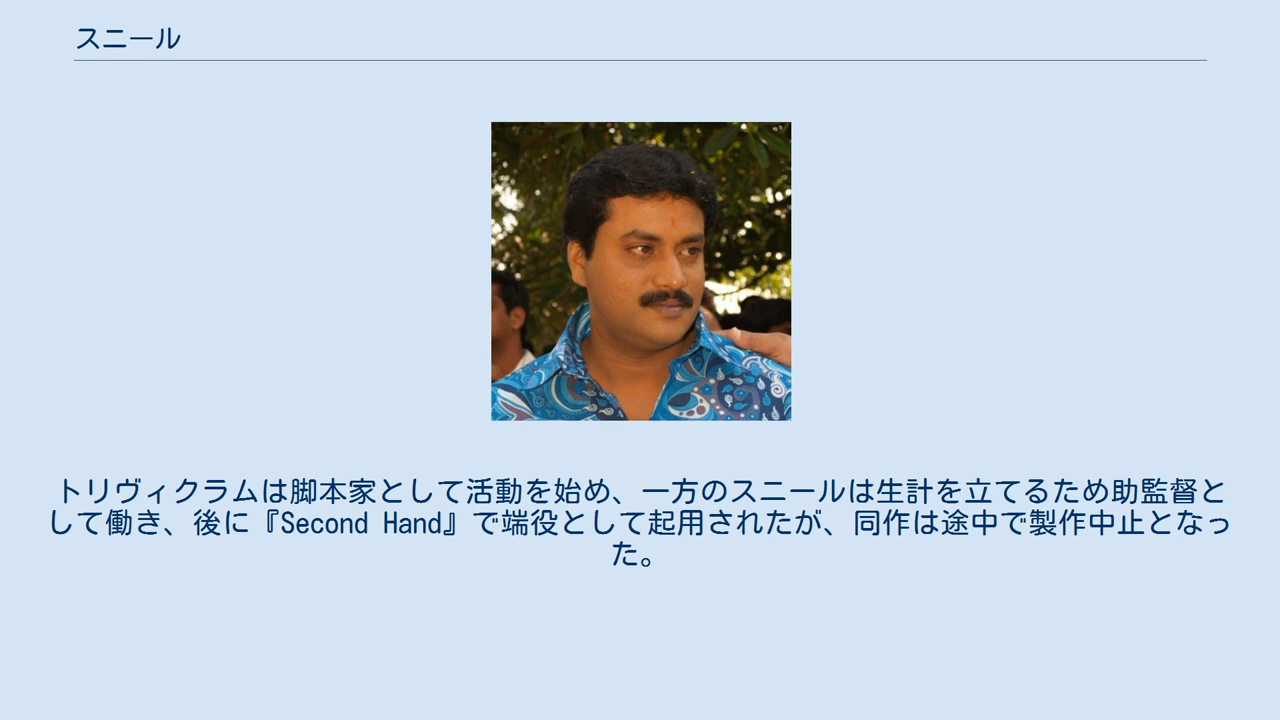 スニール
トリヴィクラムは脚本家として活動を始め、一方のスニールは生計を立てるため助監督と
して働き、後に『Second Hand』で端役として起用されたが、同作は途中で製作中止となっ
た。